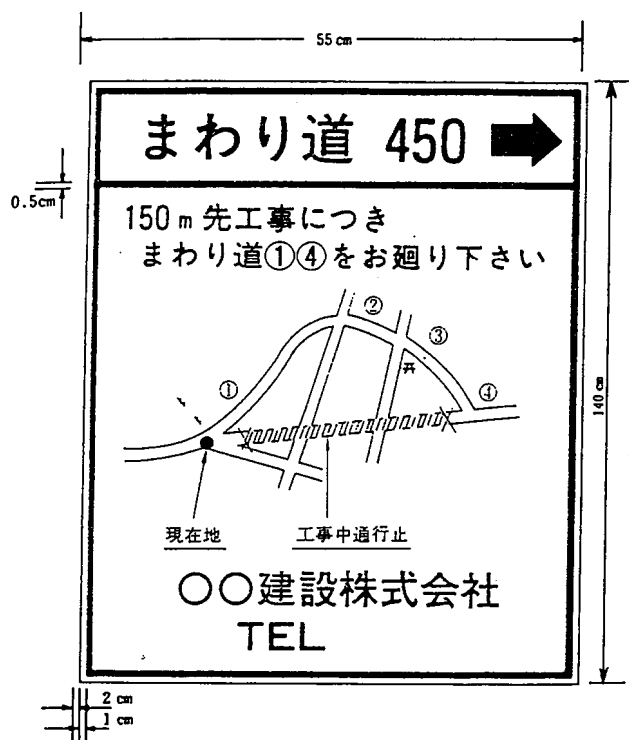 55cm
まわり道 450
0.5cm
150m先工事につき
まわり道①④をお廻り下さい
②
③
①
④
140cm
現在地
工事中通行止
○○建設株式会社
TEL
2cm
1cm